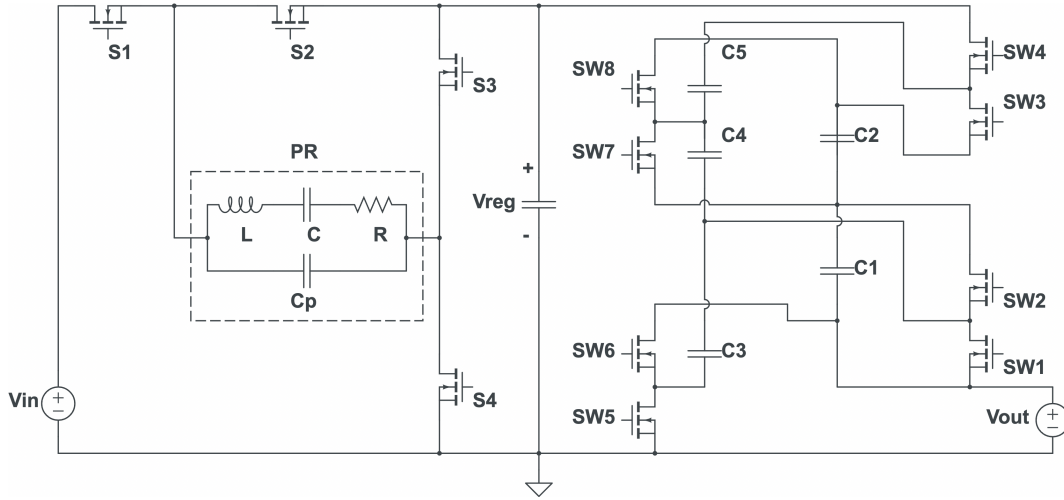 S1
S2
S3
SW8
C5
SW4
SW3
SW7
C4
C2
PR
+
Vreg
-
L
C
R
Cp
C1
SW2
SW6
C3
SW1
Vin
+
-
S4
SW5
Vout
+
-